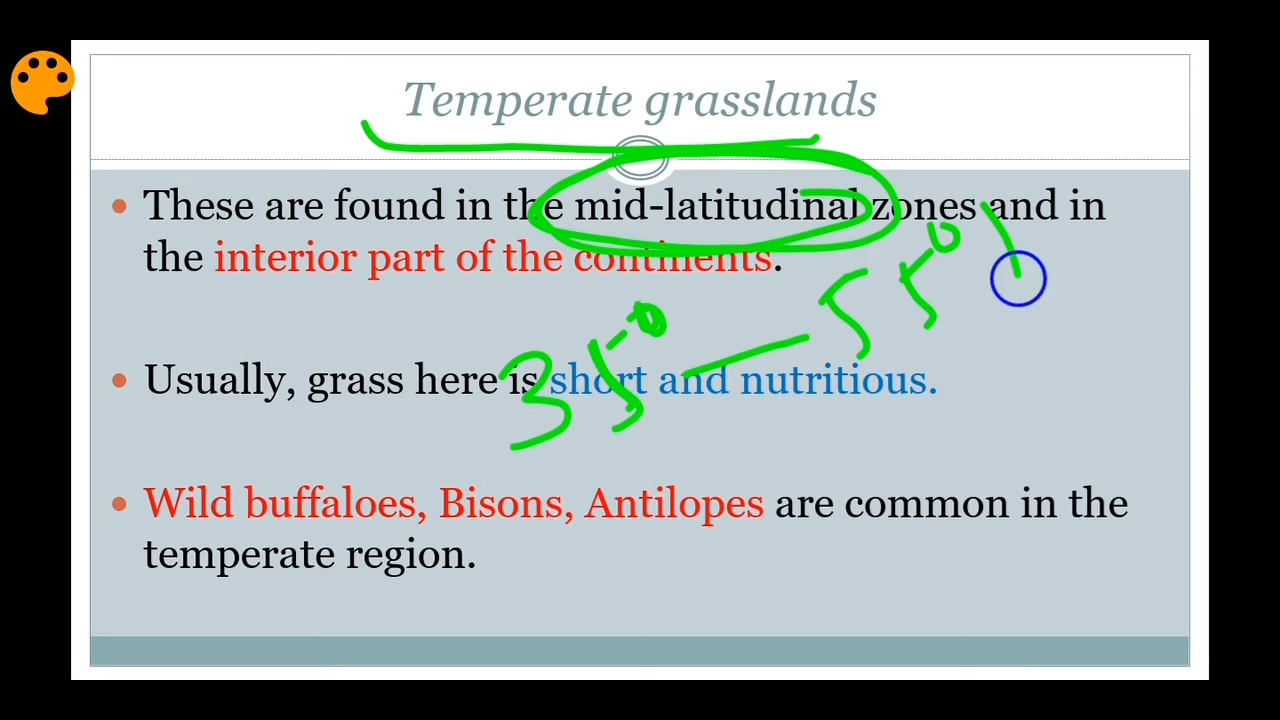 Temperate grasslands
• These are found in the mid-latitudinal zones and in
the interior part of the continents.
35° — 55°
• Usually, grass here is short and nutritious.
• Wild buffaloes, Bisons, Antilopes are common in the
temperate region.